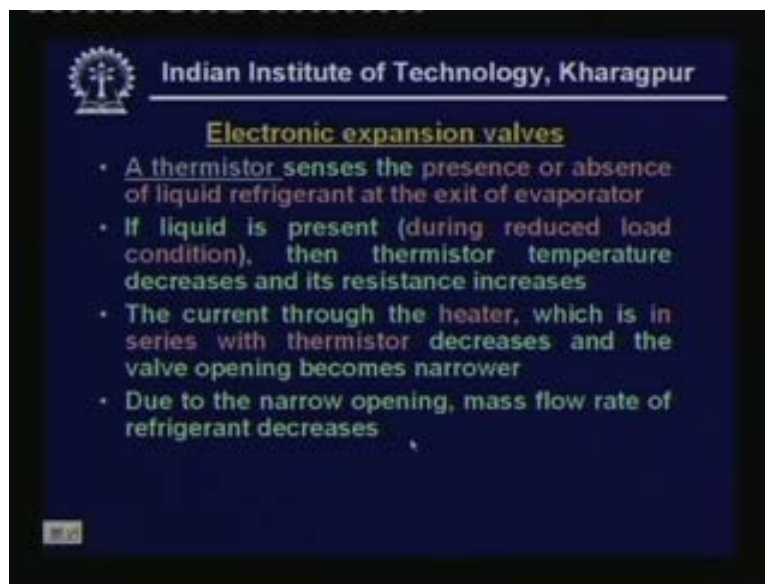 Indian Institute of Technology, Kharagpur
Electronic expansion valves
• A thermistor senses the presence or absence
of liquid refrigerant at the exit of evaporator
• If liquid is present (during reduced load
condition), then thermistor temperature
decreases and its resistance increases
• The current through the heater, which is in
series with thermistor decreases and the
valve opening becomes narrower
• Due to the narrow opening, mass flow rate of
refrigerant decreases